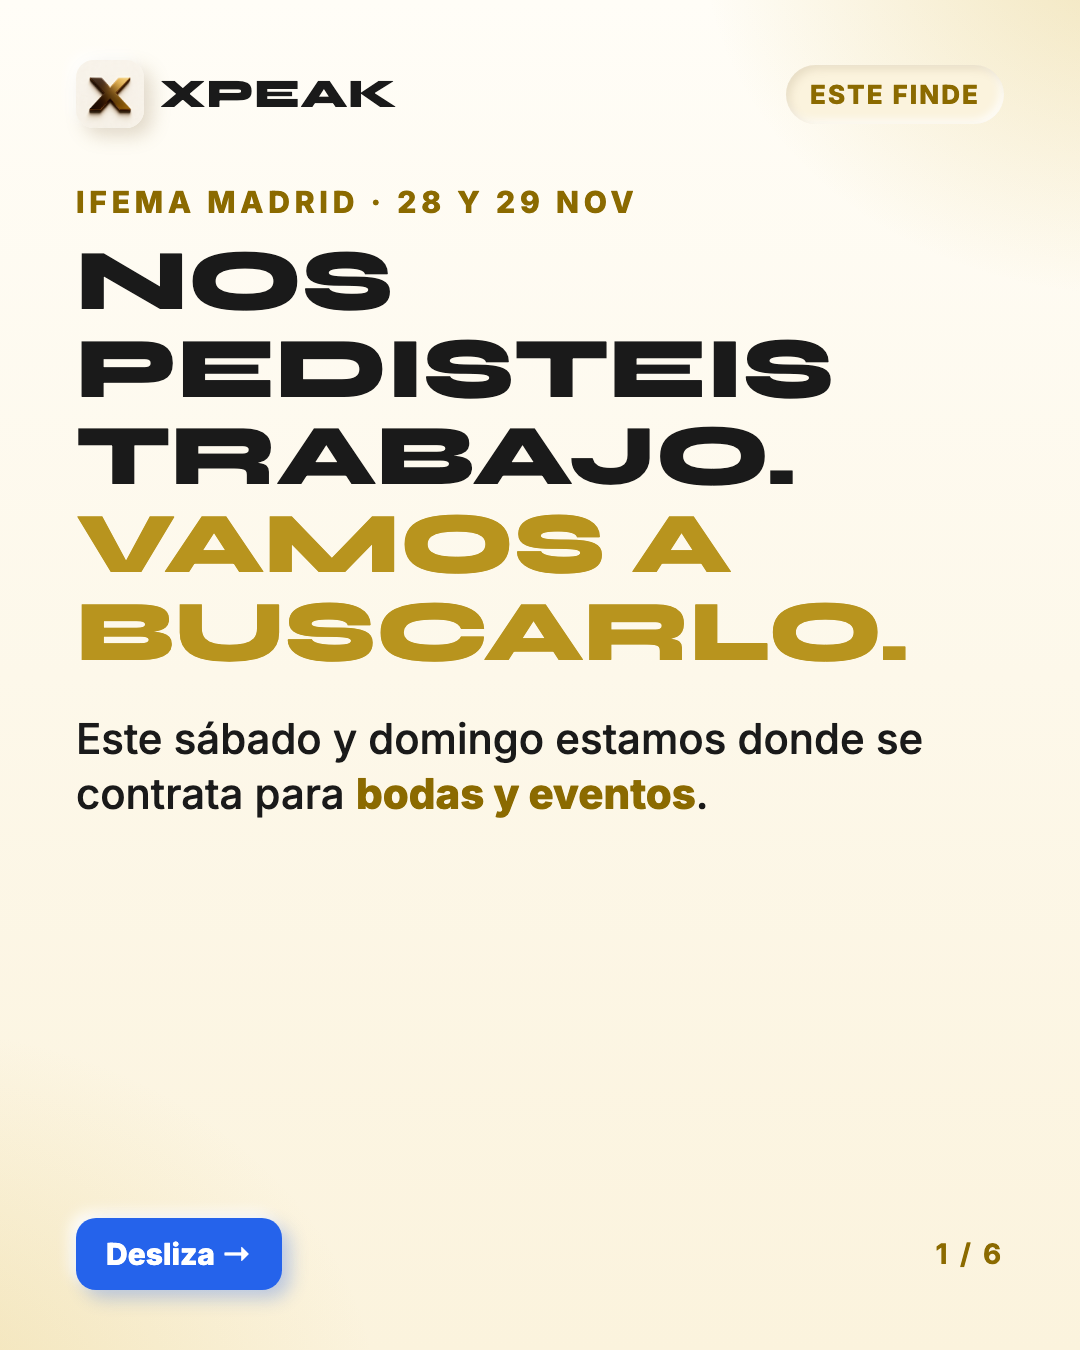 XPEAK
ESTE FINDE
IFEMA MADRID · 28 Y 29 NOV
NOS
PEDISTEIS
TRABAJO.
VAMOS A
BUSCARLO.
Este sábado y domingo estamos donde se
contrata para bodas y eventos.
Desliza →
1 / 6